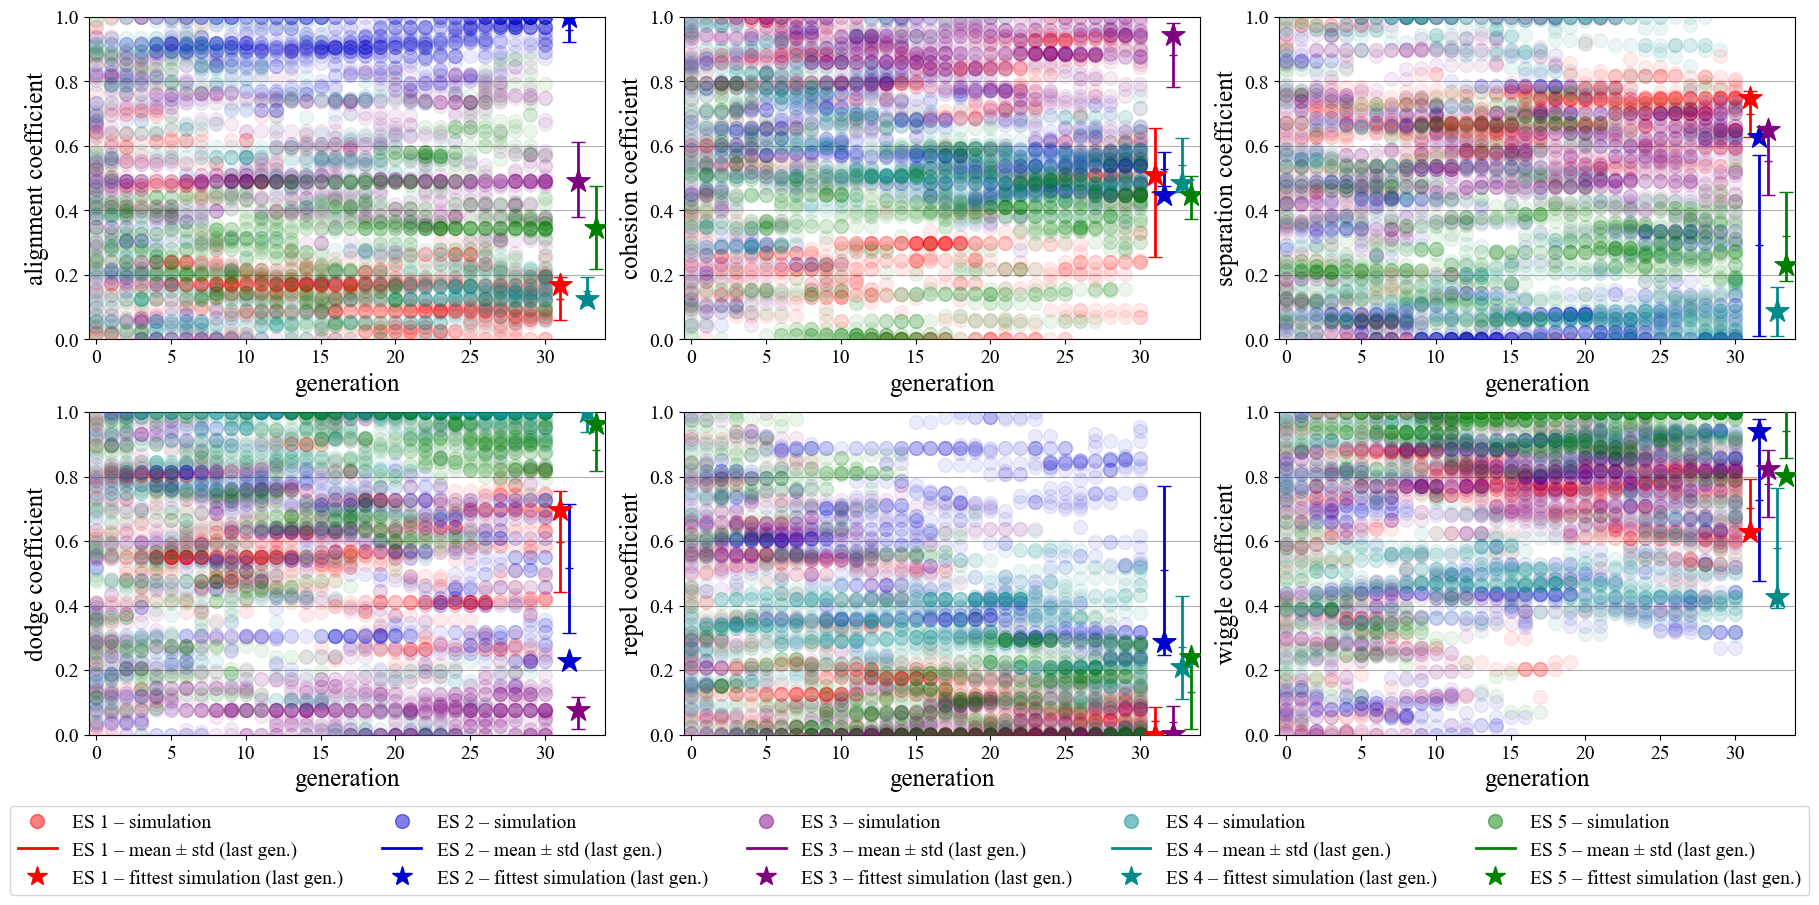 1.0
0.8
0.6
0.4
0.2
0.0
alignment coefficient
0 5 10 15 20 25 30
generation
1.0
0.8
0.6
0.4
0.2
0.0
cohesion coefficient
0 5 10 15 20 25 30
generation
1.0
0.8
0.6
0.4
0.2
0.0
separation coefficient
0 5 10 15 20 25 30
generation
1.0
0.8
0.6
0.4
0.2
0.0
dodge coefficient
0 5 10 15 20 25 30
generation
1.0
0.8
0.6
0.4
0.2
0.0
repel coefficient
0 5 10 15 20 25 30
generation
1.0
0.8
0.6
0.4
0.2
0.0
wiggle coefficient
0 5 10 15 20 25 30
generation
ES 1 – simulation ES 2 – simulation ES 3 – simulation ES 4 – simulation ES 5 – simulation
ES 1 – mean ± std (last gen.) ES 2 – mean ± std (last gen.) ES 3 – mean ± std (last gen.) ES 4 – mean ± std (last gen.) ES 5 – mean ± std (last gen.)
ES 1 – fittest simulation (last gen.) ES 2 – fittest simulation (last gen.) ES 3 – fittest simulation (last gen.) ES 4 – fittest simulation (last gen.) ES 5 – fittest simulation (last gen.)